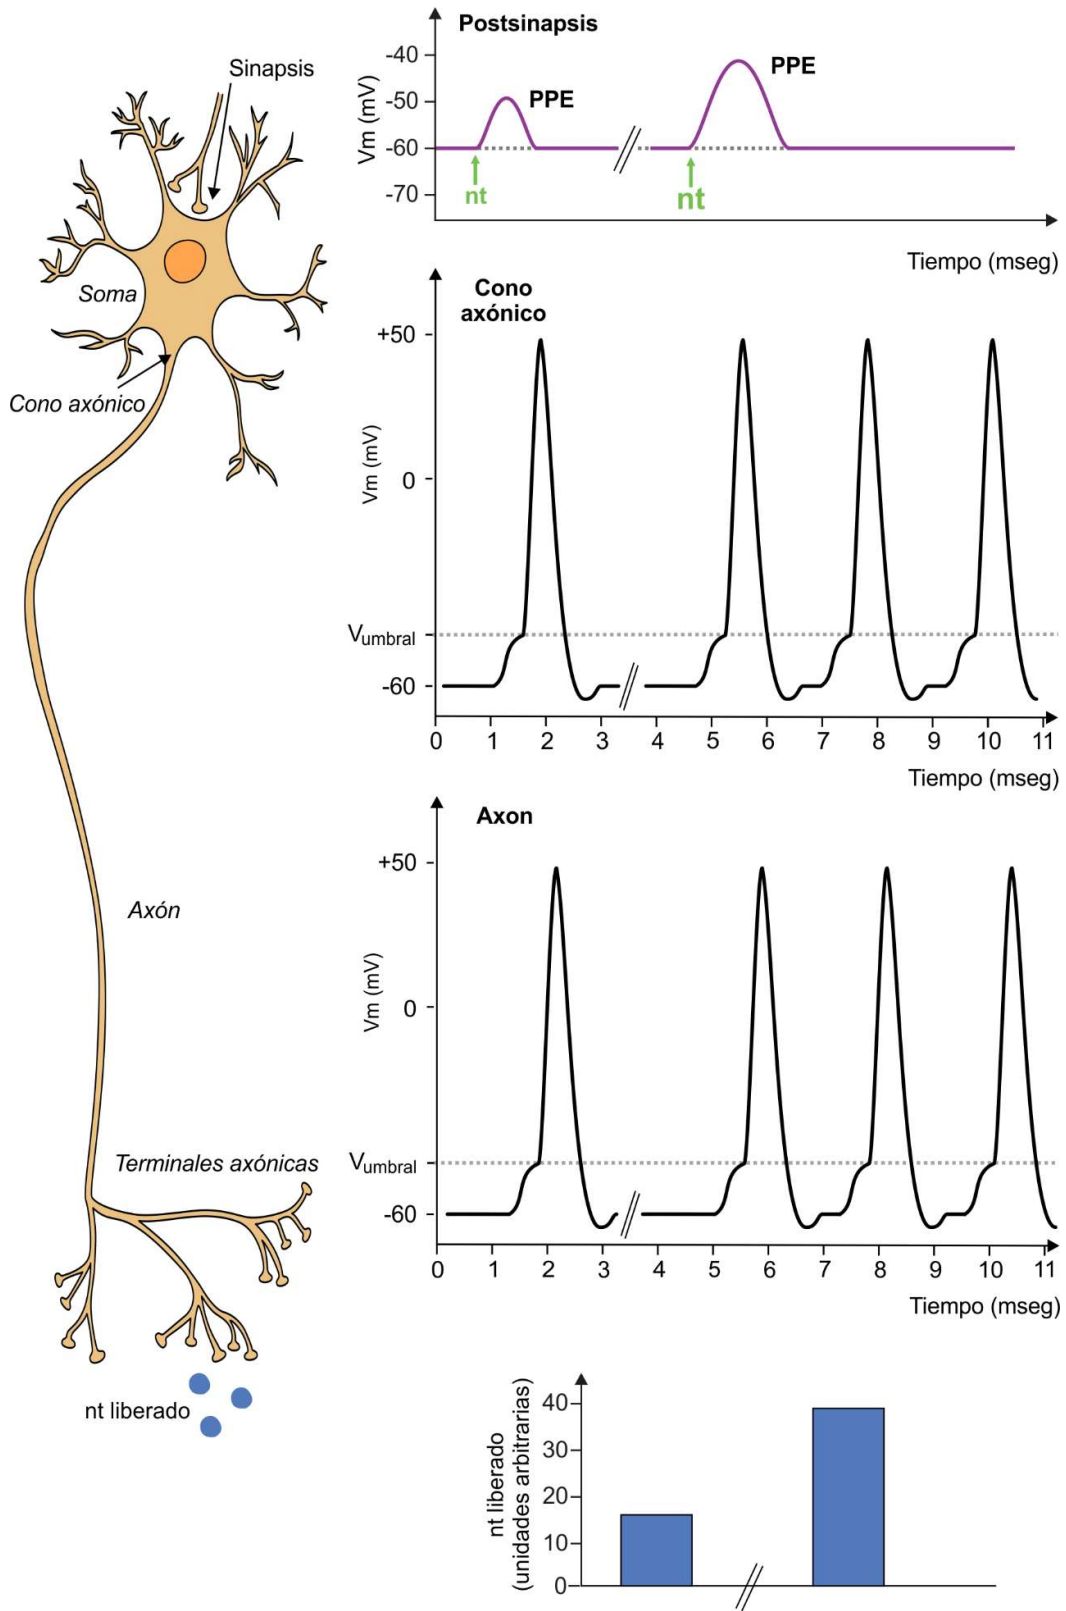 Sinapsis
Soma
Cono axónico
Axón
Terminales axónicas
nt liberado
Postsinapsis
Vm (mV)
-40
-50
-60
-70
PPE
PPE
nt
nt
Tiempo (mseg)
Cono
axónico
Vm (mV)
+50
0
Vumbral
-60
0 1 2 3 4 5 6 7 8 9 10 11
Tiempo (mseg)
Axon
Vm (mV)
+50
0
Vumbral
-60
0 1 2 3 4 5 6 7 8 9 10 11
Tiempo (mseg)
nt liberado
(unidades arbitrarias)
40
30
20
10
0